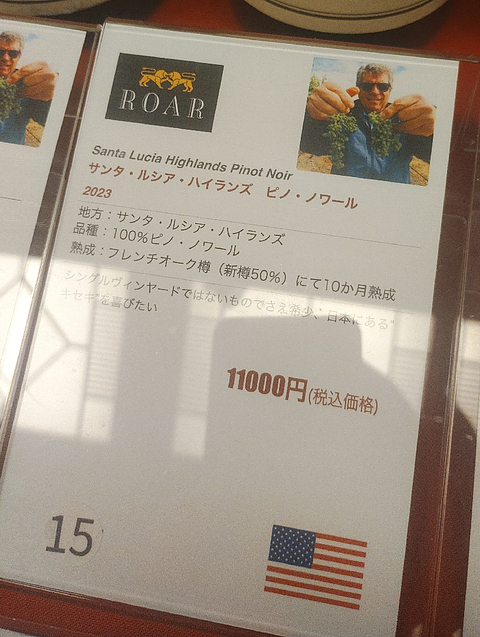 ROAR
Santa Lucia Highlands Pinot Noir
サンタ・ルシア・ハイランズ　ピノ・ノワール
2023
地方：サンタ・ルシア・ハイランズ
品種：100%ピノ・ノワール
熟成：フレンチオーク樽（新樽50%）にて10か月熟成
シングルヴィンヤードではないものでさえ希少、日本にある"
キセキ"を喜びたい
11000円(税込価格)
15